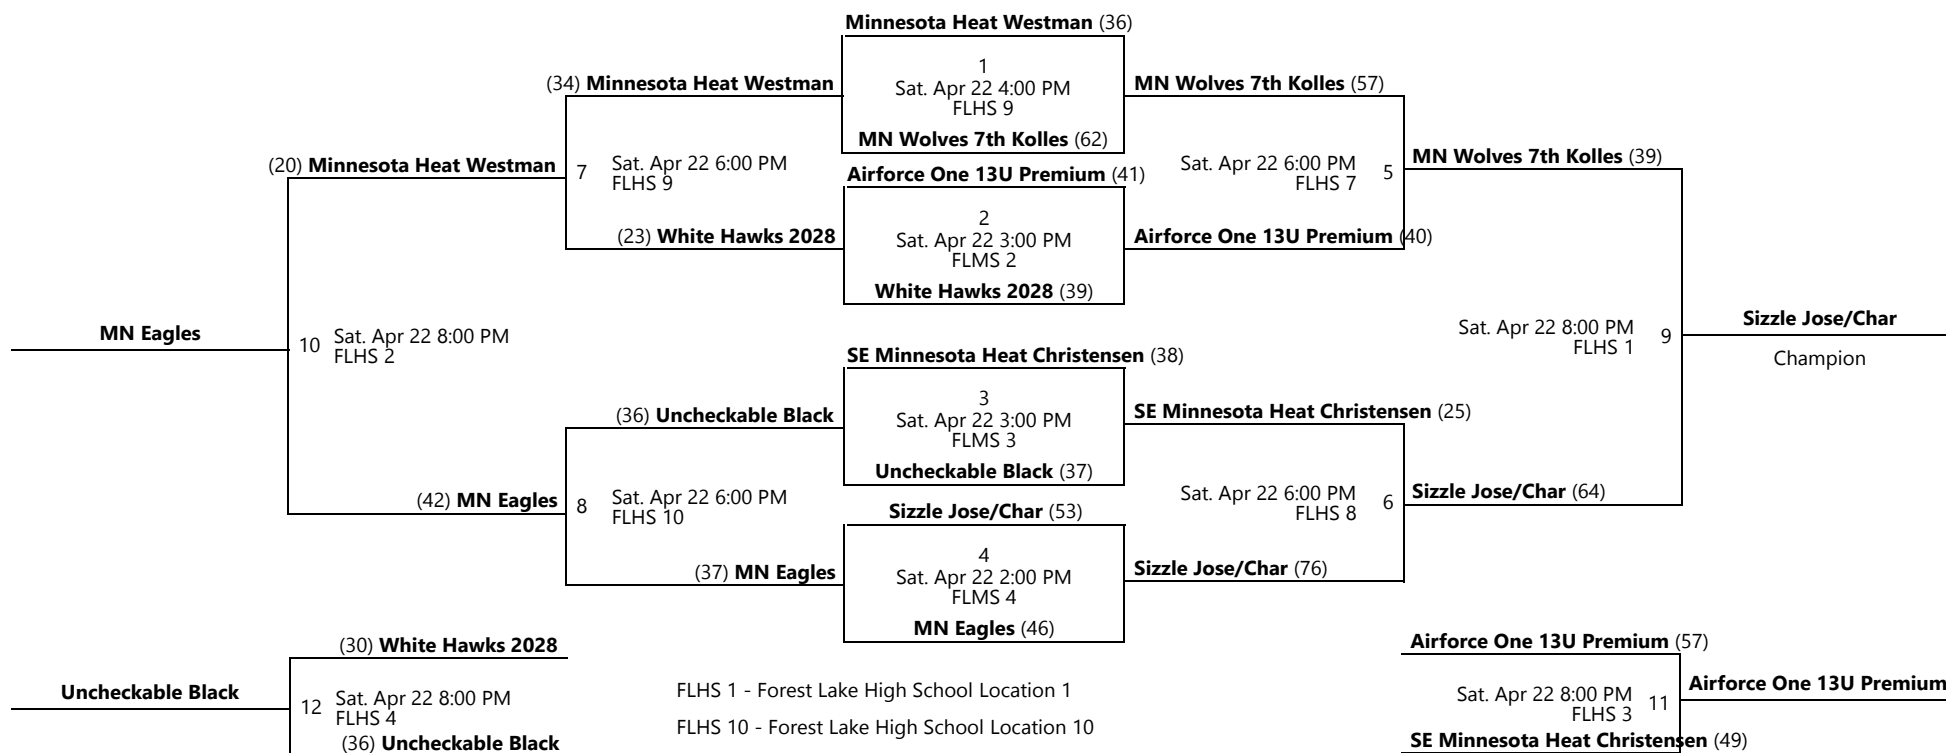 Minnesota Heat Westman (36)
1
Sat. Apr 22 4:00 PM
FLHS 9
MN Wolves 7th Kolles (62)
(34) Minnesota Heat Westman
MN Wolves 7th Kolles (57)
(20) Minnesota Heat Westman
7
Sat. Apr 22 6:00 PM
FLHS 9
Airforce One 13U Premium (41)
2
Sat. Apr 22 3:00 PM
FLMS 2
White Hawks 2028 (39)
Sat. Apr 22 6:00 PM
FLHS 7
5
MN Wolves 7th Kolles (39)
(23) White Hawks 2028
Airforce One 13U Premium (40)
MN Eagles
10
Sat. Apr 22 8:00 PM
FLHS 2
Sat. Apr 22 8:00 PM
FLHS 1
9
Sizzle Jose/Char
Champion
SE Minnesota Heat Christensen (38)
3
Sat. Apr 22 3:00 PM
FLMS 3
Uncheckable Black (37)
(36) Uncheckable Black
SE Minnesota Heat Christensen (25)
(42) MN Eagles
8
Sat. Apr 22 6:00 PM
FLHS 10
Sizzle Jose/Char (53)
4
Sat. Apr 22 2:00 PM
FLMS 4
MN Eagles (46)
Sat. Apr 22 6:00 PM
FLHS 8
6
Sizzle Jose/Char (64)
(37) MN Eagles
Sizzle Jose/Char (76)
(30) White Hawks 2028
Uncheckable Black
12
Sat. Apr 22 8:00 PM
FLHS 4
(36) Uncheckable Black
FLHS 1 - Forest Lake High School Location 1
FLHS 10 - Forest Lake High School Location 10
Airforce One 13U Premium (57)
Sat. Apr 22 8:00 PM
FLHS 3
11
Airforce One 13U Premium
SE Minnesota Heat Christensen (49)